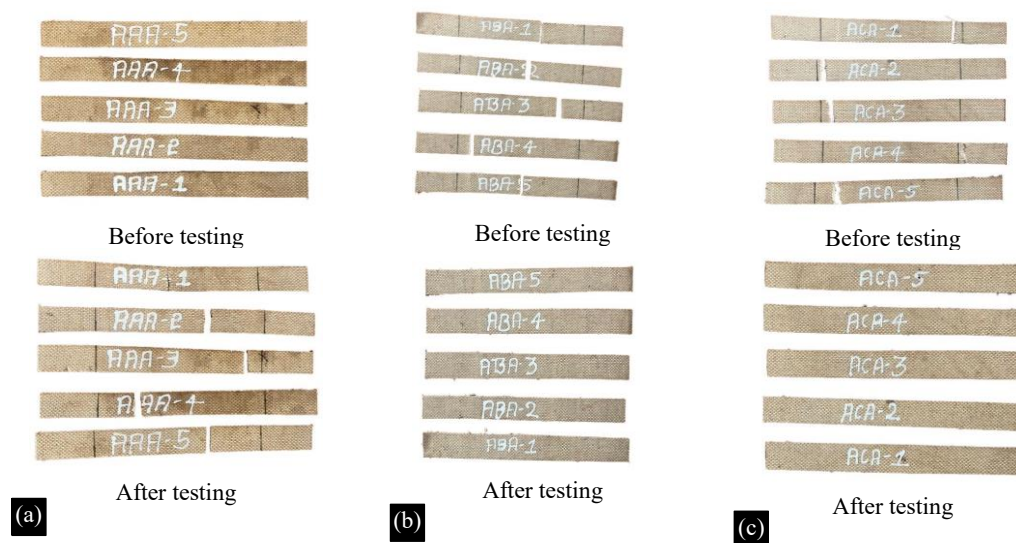 AAA-5
AAA-4
AAA-3
AAA-2
AAA-1
Before testing
AAA-1
AAA-2
AAA-3
AAA-4
AAA-5
After testing
(a)
ABA-1
ABA-2
ABA-3
ABA-4
ABA-5
Before testing
ABA-5
ABA-4
ABA-3
ABA-2
ABA-1
After testing
(b)
ACA-1
ACA-2
ACA-3
ACA-4
ACA-5
Before testing
ACA-5
ACA-4
ACA-3
ACA-2
ACA-1
After testing
(c)